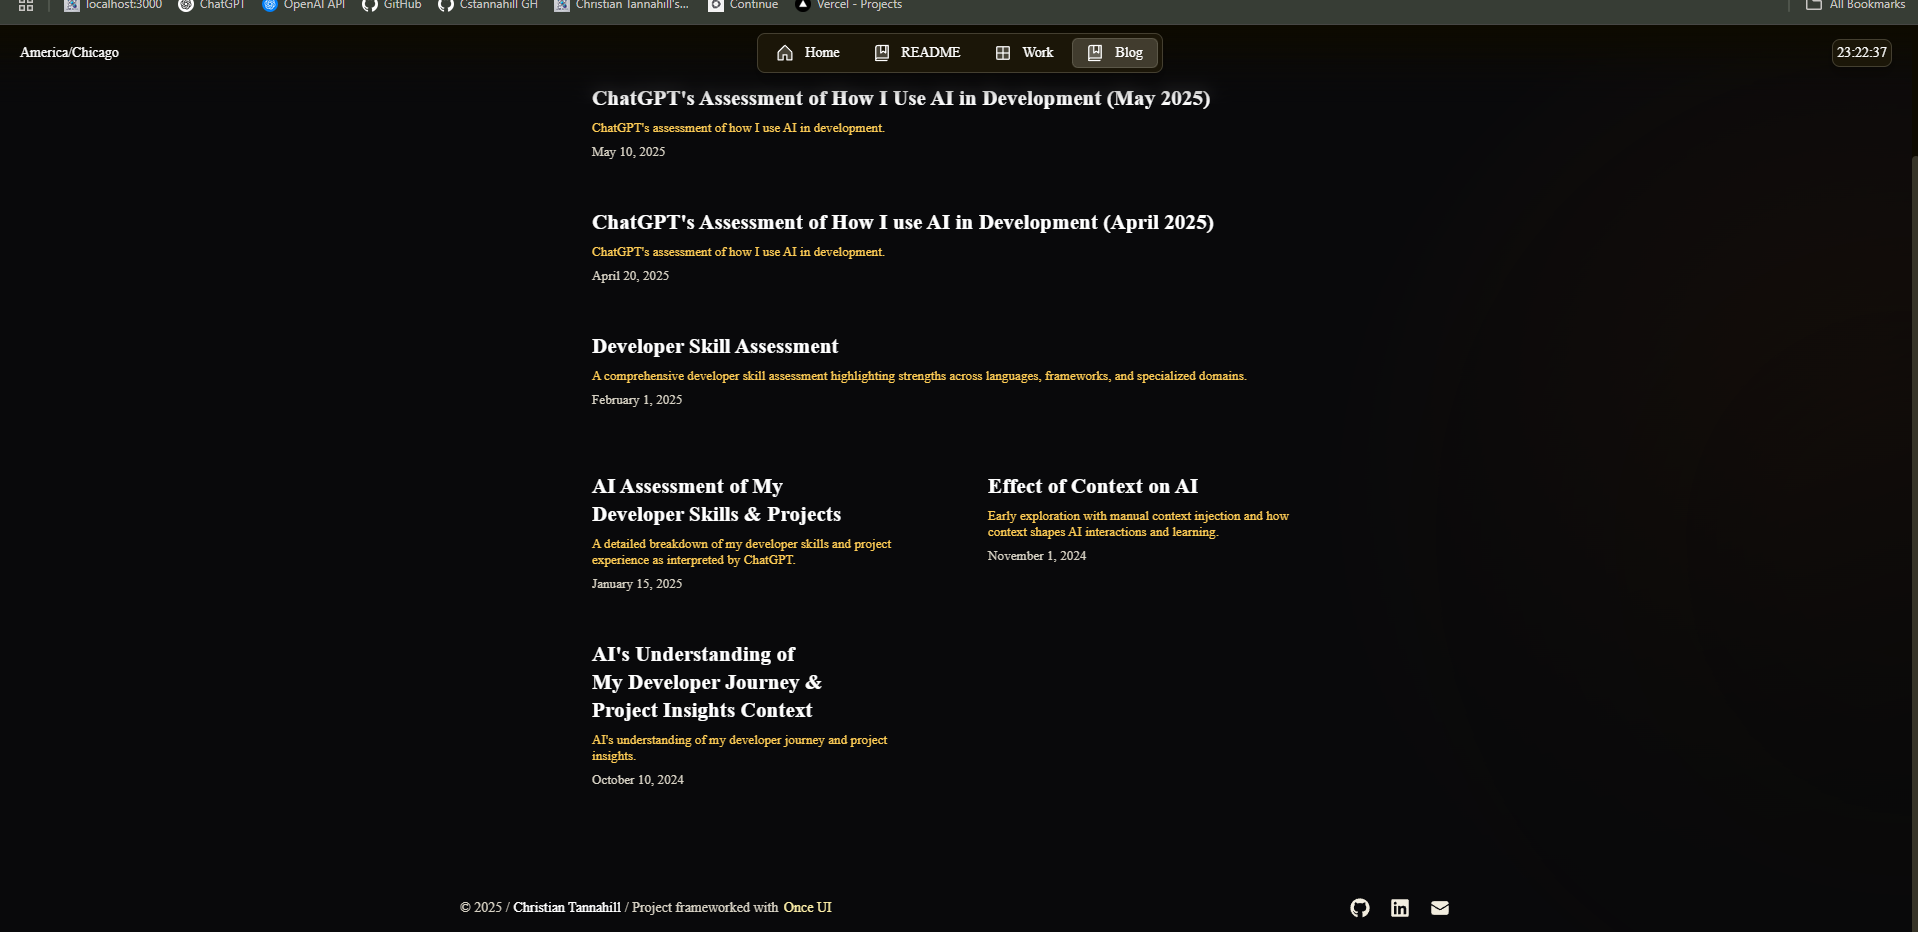 localhost:3000 ChatGPT OpenAI API GitHub Cstannahill GH Christian Tannahill's... Continue Vercel - Projects All Bookmarks
America/Chicago Home README Work Blog 23:22:37
ChatGPT's Assessment of How I Use AI in Development (May 2025)
ChatGPT's assessment of how I use AI in development.
May 10, 2025
ChatGPT's Assessment of How I use AI in Development (April 2025)
ChatGPT's assessment of how I use AI in development.
April 20, 2025
Developer Skill Assessment
A comprehensive developer skill assessment highlighting strengths across languages, frameworks, and specialized domains.
February 1, 2025
AI Assessment of My
Developer Skills & Projects
A detailed breakdown of my developer skills and project
experience as interpreted by ChatGPT.
January 15, 2025
Effect of Context on AI
Early exploration with manual context injection and how
context shapes AI interactions and learning.
November 1, 2024
AI's Understanding of
My Developer Journey &
Project Insights Context
AI's understanding of my developer journey and project
insights.
October 10, 2024
© 2025 / Christian Tannahill / Project frameworked with Once UI